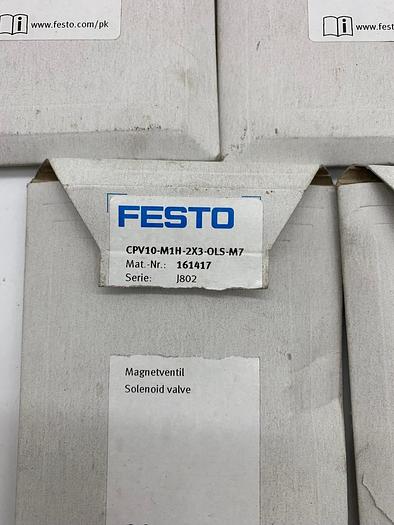 www.festo.com/pk
www.fest
FESTO
CPV10-M1H-2X3-OLS-M7
Mat.-Nr.: 161417
Serie: J802
Magnetventil
Solenoid valve